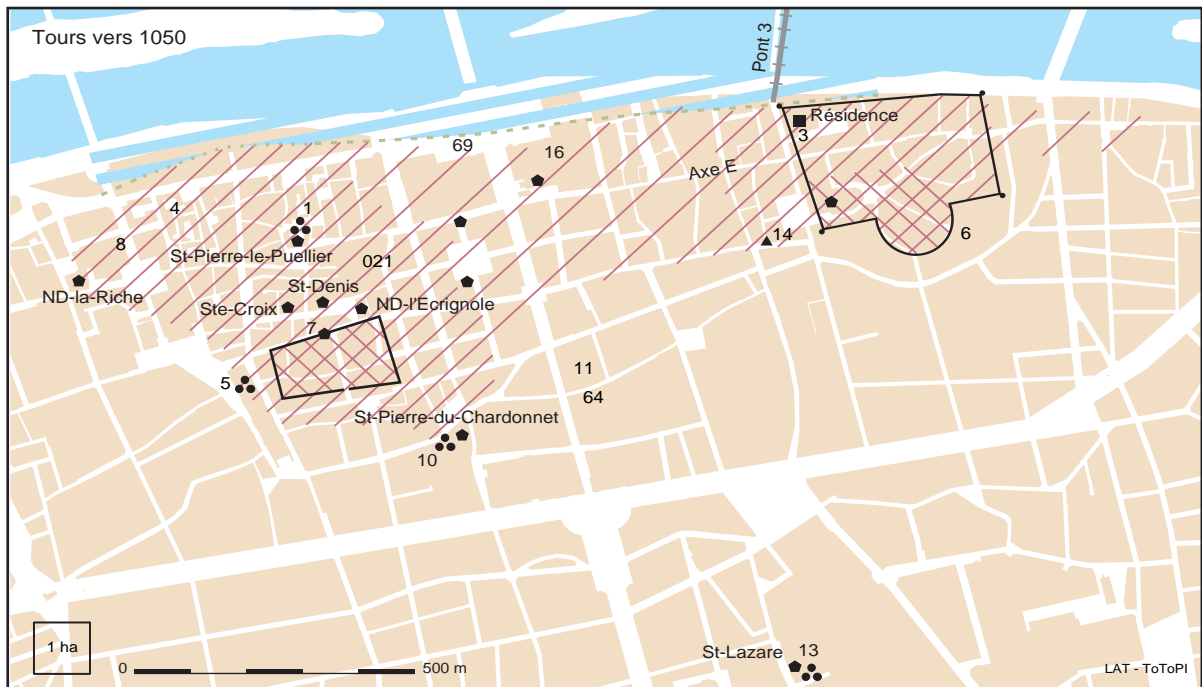 Tours vers 1050
Pont 3
Résidence
3
69
16
Axe E
4
1
8
14
6
St-Pierre-le-Puellier
021
ND-la-Riche
St-Denis
Ste-Croix
ND-l'Ecrignole
7
5
11
64
St-Pierre-du-Chardonnet
10
1 ha
0
500 m
St-Lazare
13
LAT - ToToPI